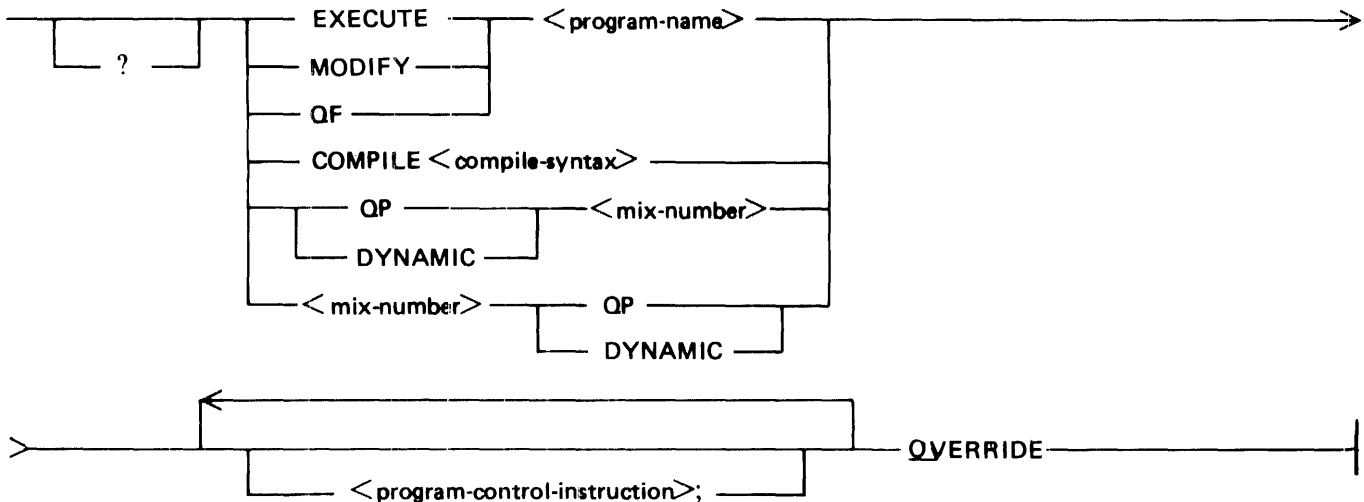 EXECUTE <program-name>
?
MODIFY
QF
COMPILE <compile-syntax>
QP <mix-number>
DYNAMIC
<mix-number> QP
DYNAMIC
OVERRIDE
<program-control-instruction>;